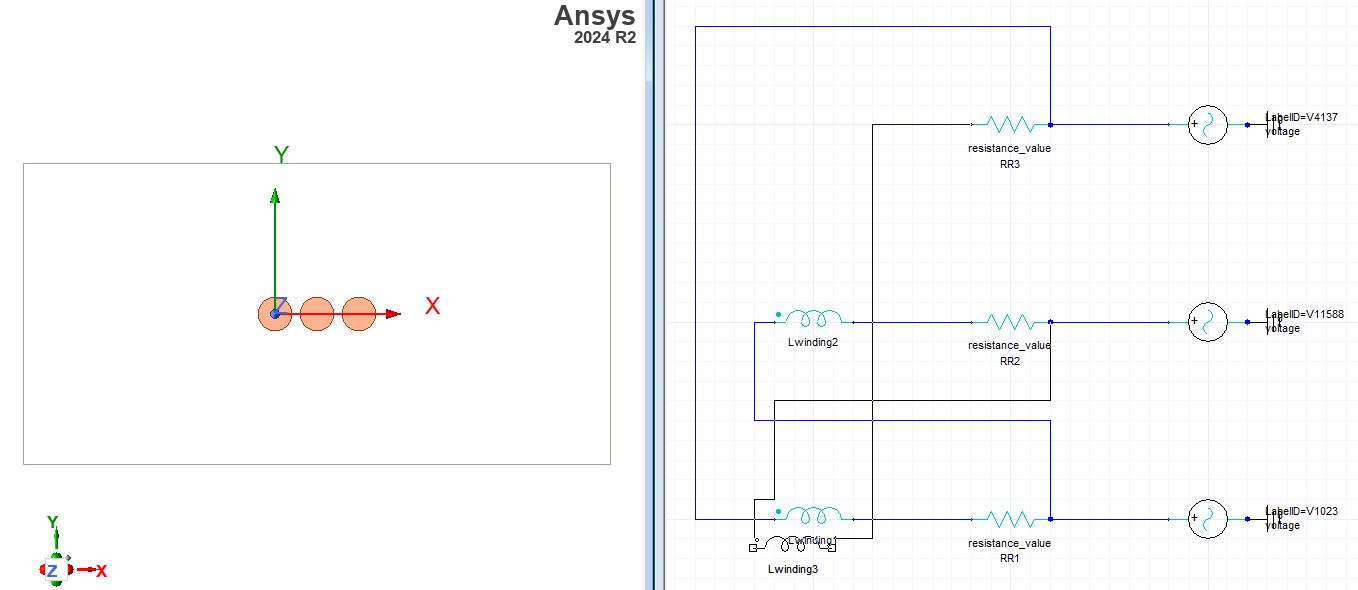 Ansys
2024 R2
Y
Z
X
Y
Z
X
LabelID=V4137
voltage
resistance_value
RR3
LabelID=V11588
voltage
Lwinding2
resistance_value
RR2
LabelID=V1023
voltage
Lwinding1
resistance_value
RR1
Lwinding3